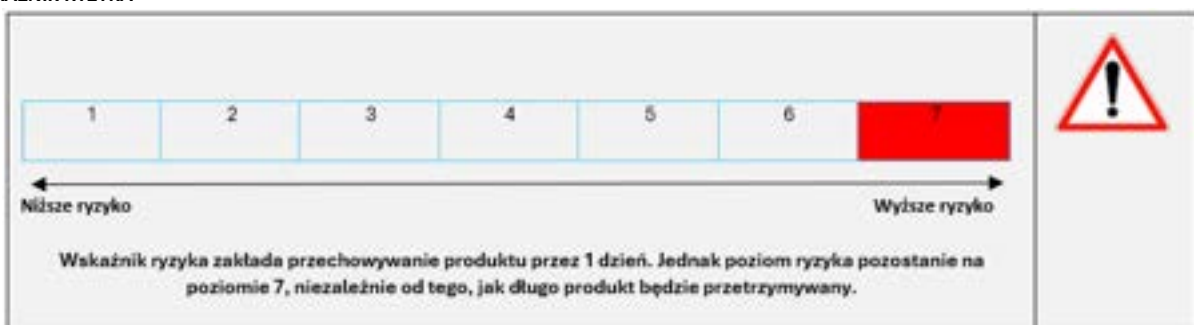 1 2 3 4 5 6 7
Niższe ryzyko Wyższe ryzyko
Wskaźnik ryzyka zakłada przechowywanie produktu przez 1 dzień. Jednak poziom ryzyka pozostanie na
poziomie 7, niezależnie od tego, jak długo produkt będzie przetrzymywany.